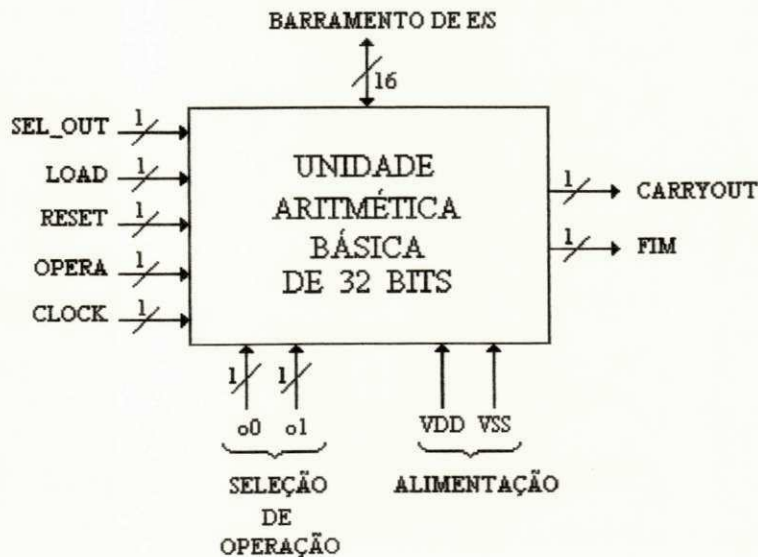 BARRAMENTO DE E/S
16
SEL_OUT 1
LOAD 1
RESET 1
OPERA 1
CLOCK 1
UNIDADE
ARITMÉTICA
BÁSICA
DE 32 BITS
1 CARRYOUT
1 FIM
1 1
o0 o1
VDD VSS
SELEÇÃO
DE
OPERAÇÃO
ALIMENTAÇÃO